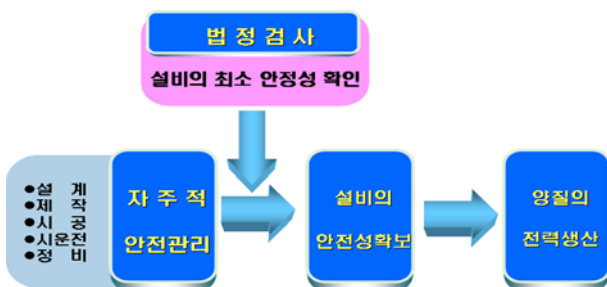 법 정 검 사
설비의 최소 안정성 확인
●설 계
●제 작
●시 공
●시운전
●정 비
자 주 적
안전관리
설비의
안전성확보
양질의
전력생산